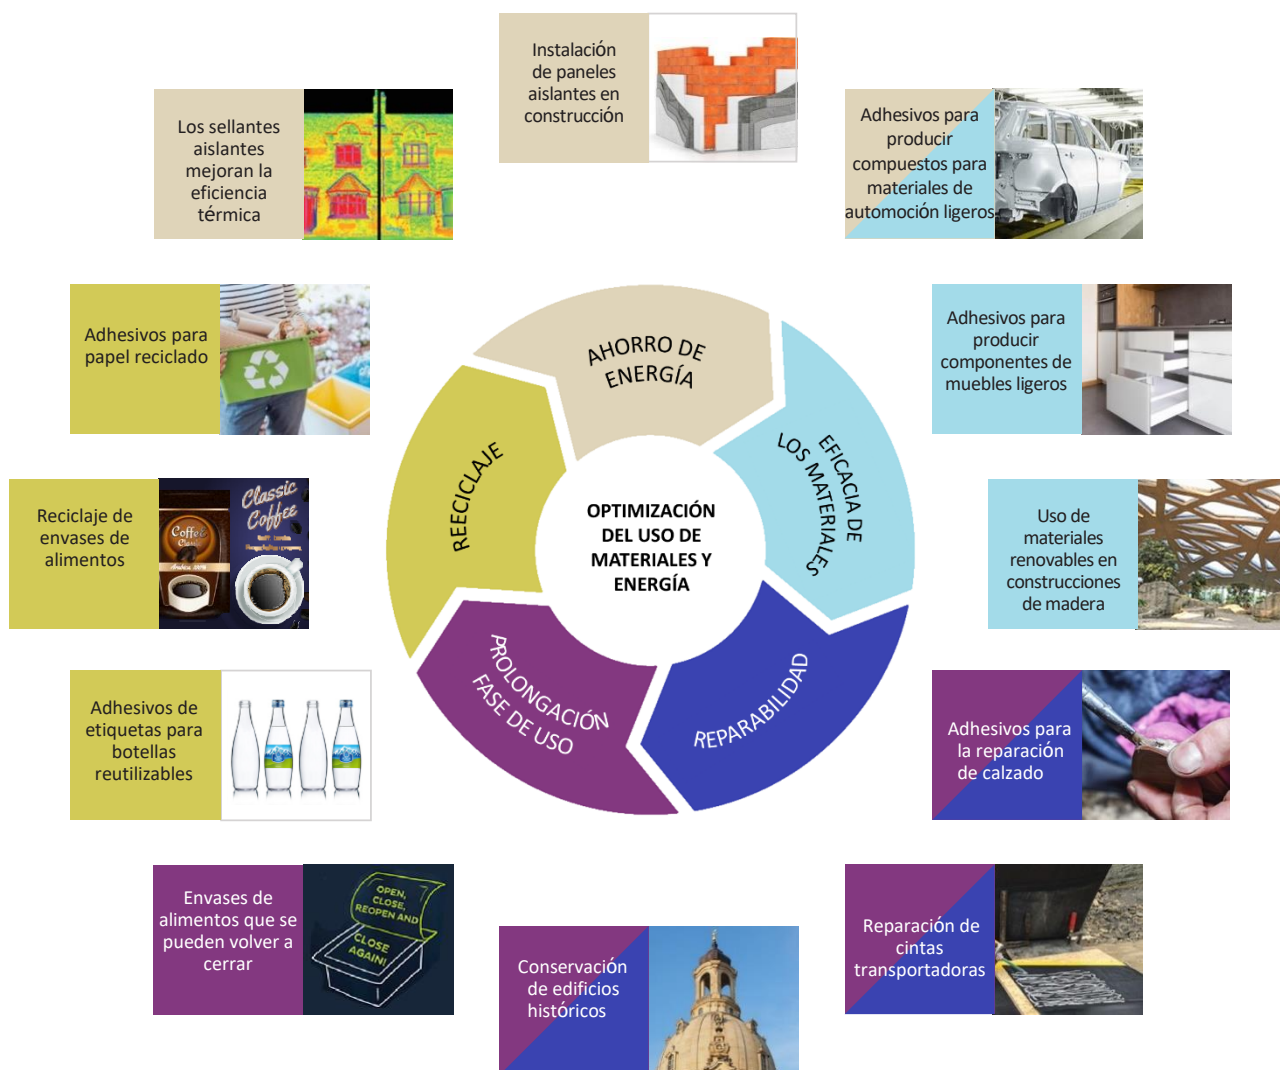 Instalación
de paneles
aislantes en
construcción
Los sellantes
aislantes
mejoran la
eficiencia
térmica
Adhesivos para
producir
compuestos para
materiales de
automoción ligeros
Adhesivos para
papel reciclado
Adhesivos para
producir
componentes de
muebles ligeros
AHORRO DE
ENERGÍA
EFICACIA DE
LOS MATERIALES
REECICLAJE
OPTIMIZACIÓN
DEL USO DE
MATERIALES Y
ENERGÍA
PROLONGACIÓN
FASE DE USO
REPARABILIDAD
Reciclaje de
envases de
alimentos
Coffee
Classic
Arabica 100%
Classic
Coffee
Uso de
materiales
renovables en
construcciones
de madera
Adhesivos de
etiquetas para
botellas
reutilizables
Adhesivos para
la reparación
de calzado
Envases de
alimentos que se
pueden volver a
cerrar
OPEN,
CLOSE,
REOPEN AND
CLOSE
AGAIN!
Conservación
de edificios
históricos
Reparación de
cintas
transportadoras